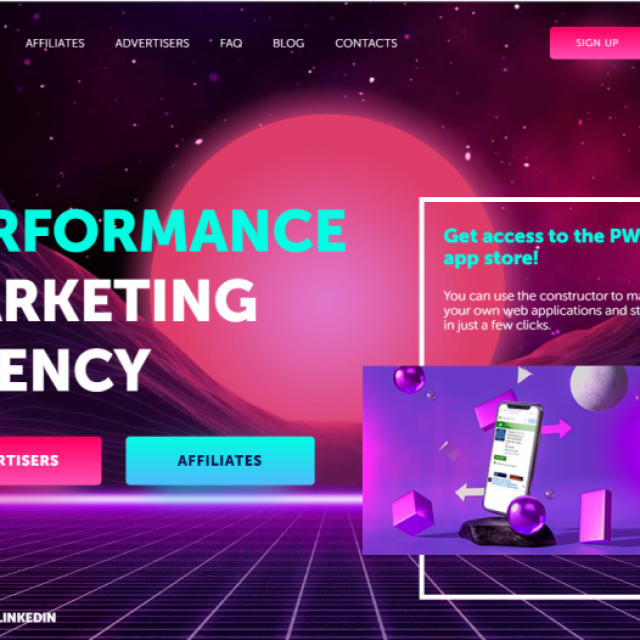 AFFILIATES ADVERTISERS FAQ BLOG CONTACTS SIGN UP
RFORMANCE
ARKETING
ENCY
Get access to the PW
app store!
You can use the constructor to ma
your own web applications and st
in just a few clicks.
RTISERS AFFILIATES
LINKEDIN